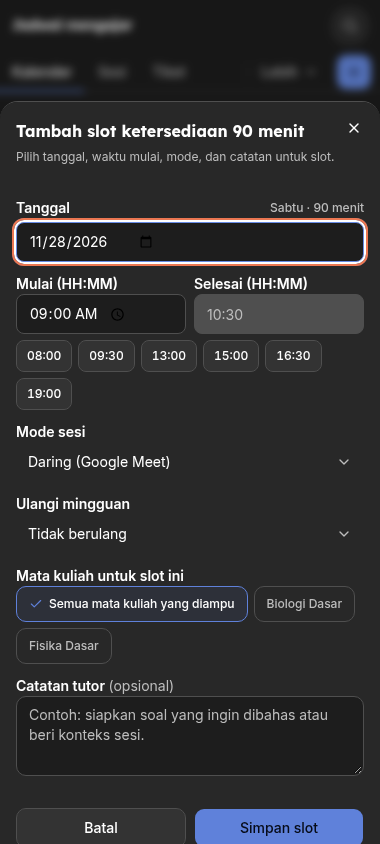 Tambah slot ketersediaan 90 menit
Pilih tanggal, waktu mulai, mode, dan catatan untuk slot.
Tanggal
Sabtu · 90 menit
11/28/2026
Mulai (HH:MM)
Selesai (HH:MM)
09:00 AM
10:30
08:00
09:30
13:00
15:00
16:30
19:00
Mode sesi
Daring (Google Meet)
Ulangi mingguan
Tidak berulang
Mata kuliah untuk slot ini
Semua mata kuliah yang diampu
Biologi Dasar
Fisika Dasar
Catatan tutor (opsional)
Contoh: siapkan soal yang ingin dibahas atau
beri konteks sesi.
Batal
Simpan slot